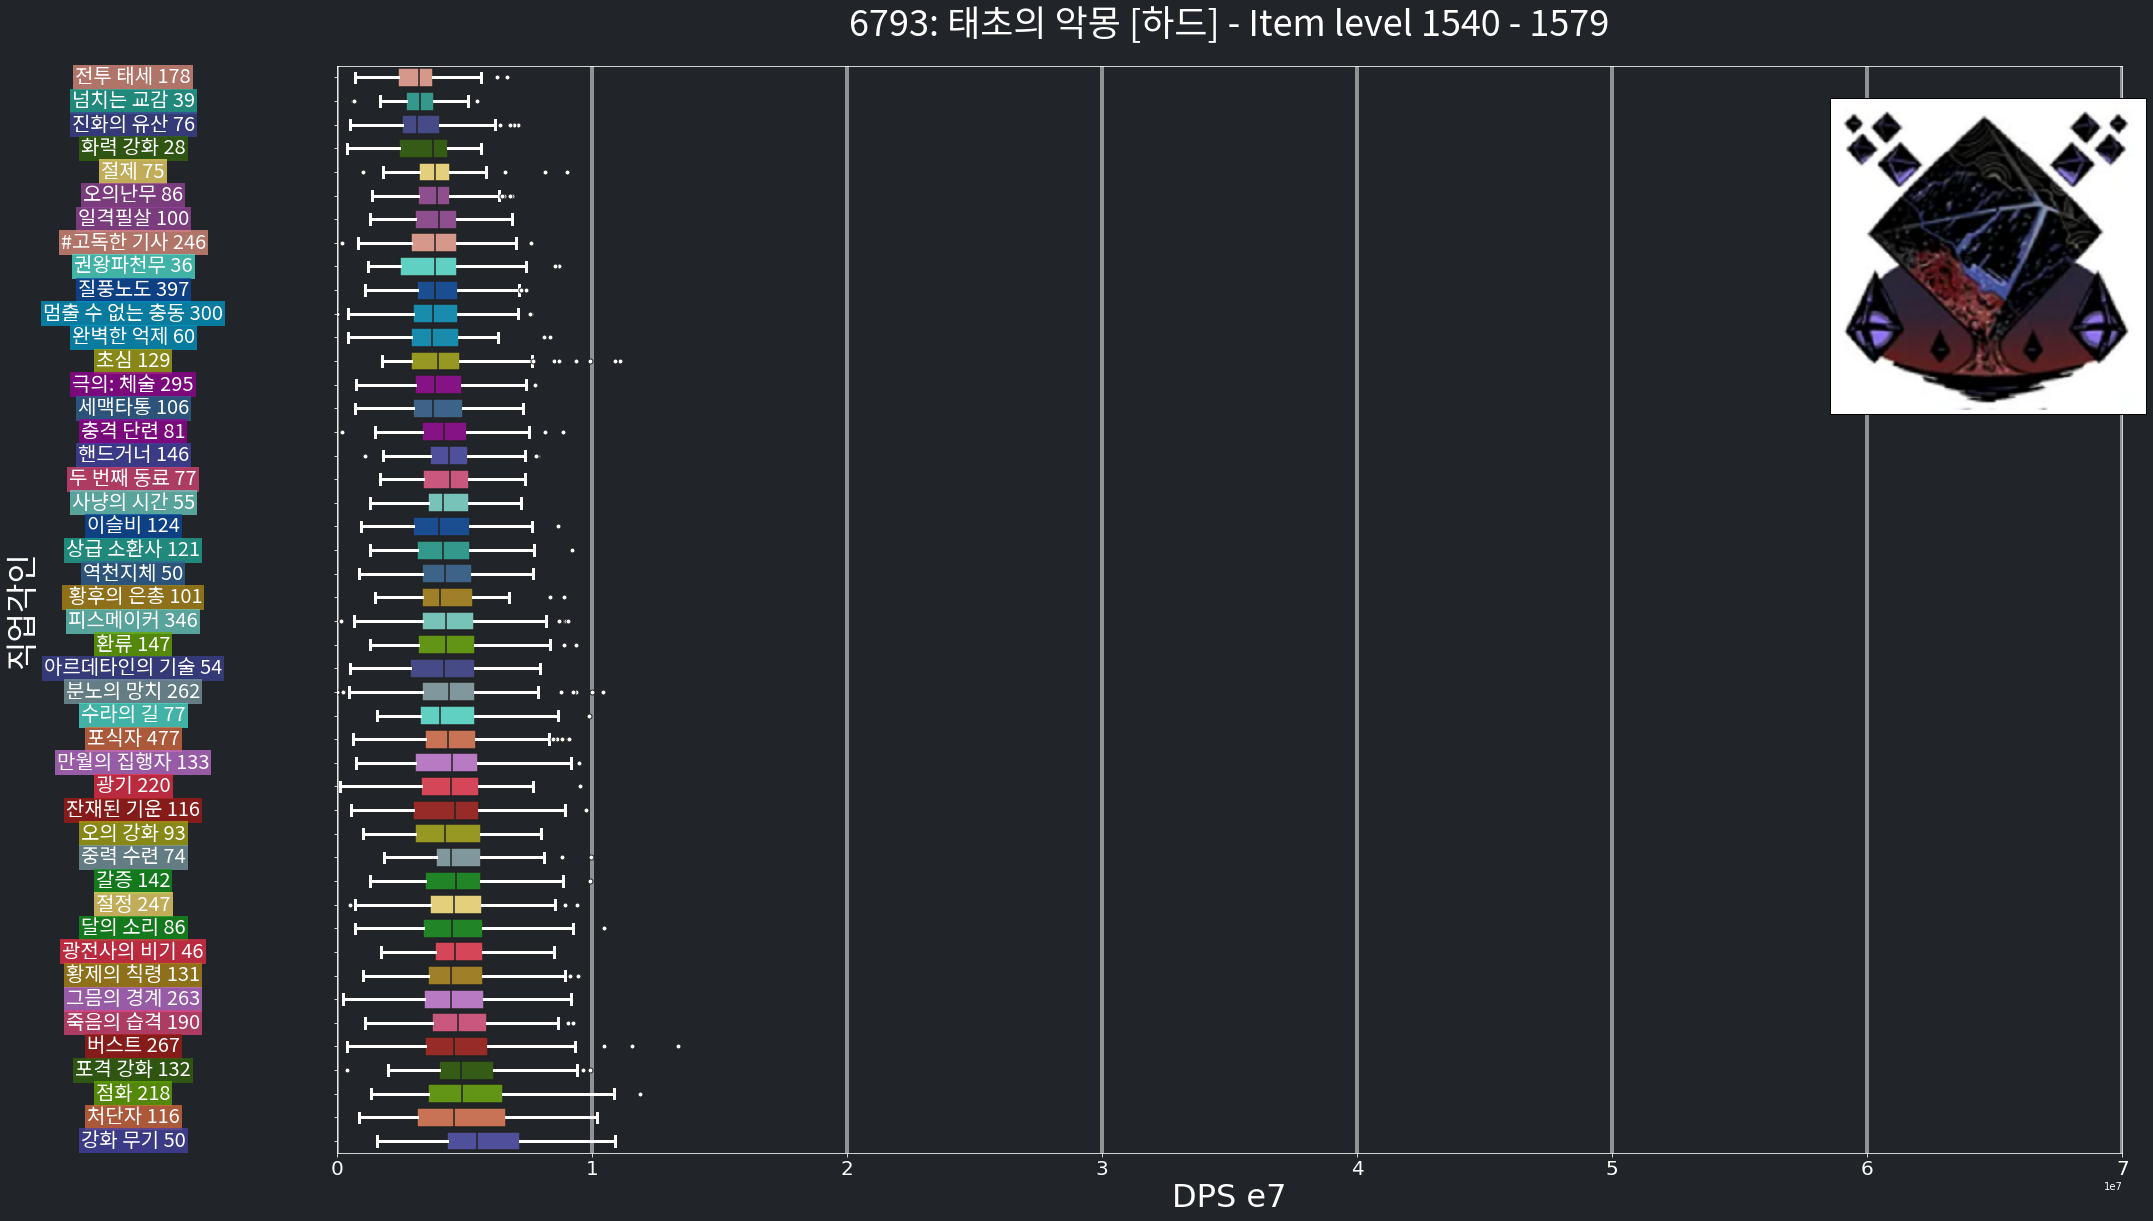 6793: 태초의 악몽 [하드] - Item level 1540 - 1579
전투 태세 178
넘치는 교감 39
진화의 유산 76
화력 강화 28
절제 75
오의난무 86
일격필살 100
#고독한 기사 246
권왕파천무 36
질풍노도 397
멈출 수 없는 충동 300
완벽한 억제 60
초심 129
극의: 체술 295
세맥타통 106
충격 단련 81
핸드거너 146
두 번째 동료 77
사냥의 시간 55
이슬비 124
상급 소환사 121
역천지체 50
황후의 은총 101
피스메이커 346
환류 147
아르데타인의 기술 54
분노의 망치 262
수라의 길 77
포식자 477
만월의 집행자 133
광기 220
잔재된 기운 116
오의 강화 93
중력 수련 74
갈증 142
절정 247
달의 소리 86
광전사의 비기 46
황제의 칙령 131
그믐의 경계 263
죽음의 습격 190
버스트 267
포격 강화 132
점화 218
처단자 116
강화 무기 50
직업각인
0 1 2 3 4 5 6 7
1e7
DPS e7